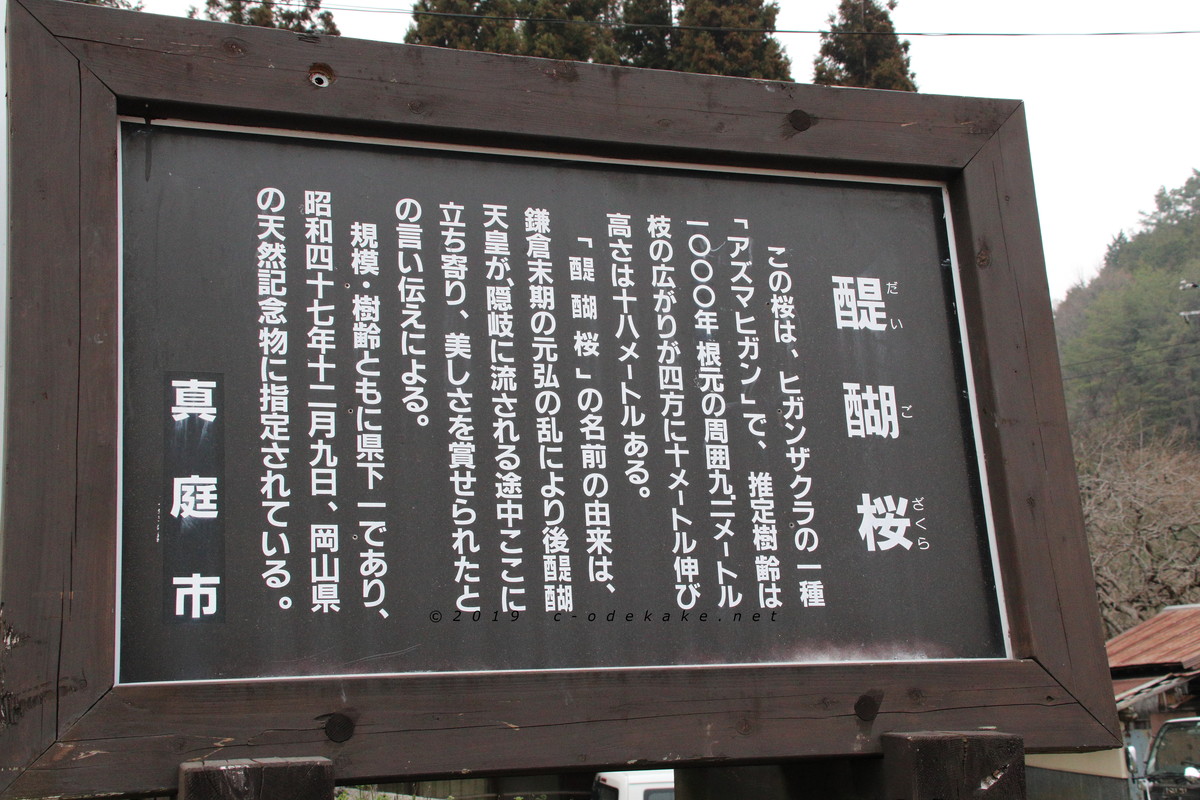 醍醐桜
だいござくら
この桜は、ヒガンザクラの一種
「アズマヒガン」で、推定樹齢は
一〇〇〇年 根元の周囲九・二メートル
枝の広がりが四方に十メートル伸び
高さは十八メートルある。
「醍醐桜」の名前の由来は、
鎌倉末期の元弘の乱により後醍醐
天皇が、隠岐に流される途中ここに
立ち寄り、美しさを賞せられたと
の言い伝えによる。
規模・樹齢ともに県下一であり、
昭和四十七年十二月九日、岡山県
の天然記念物に指定されている。
真庭市
© 2019 c-odekake.net